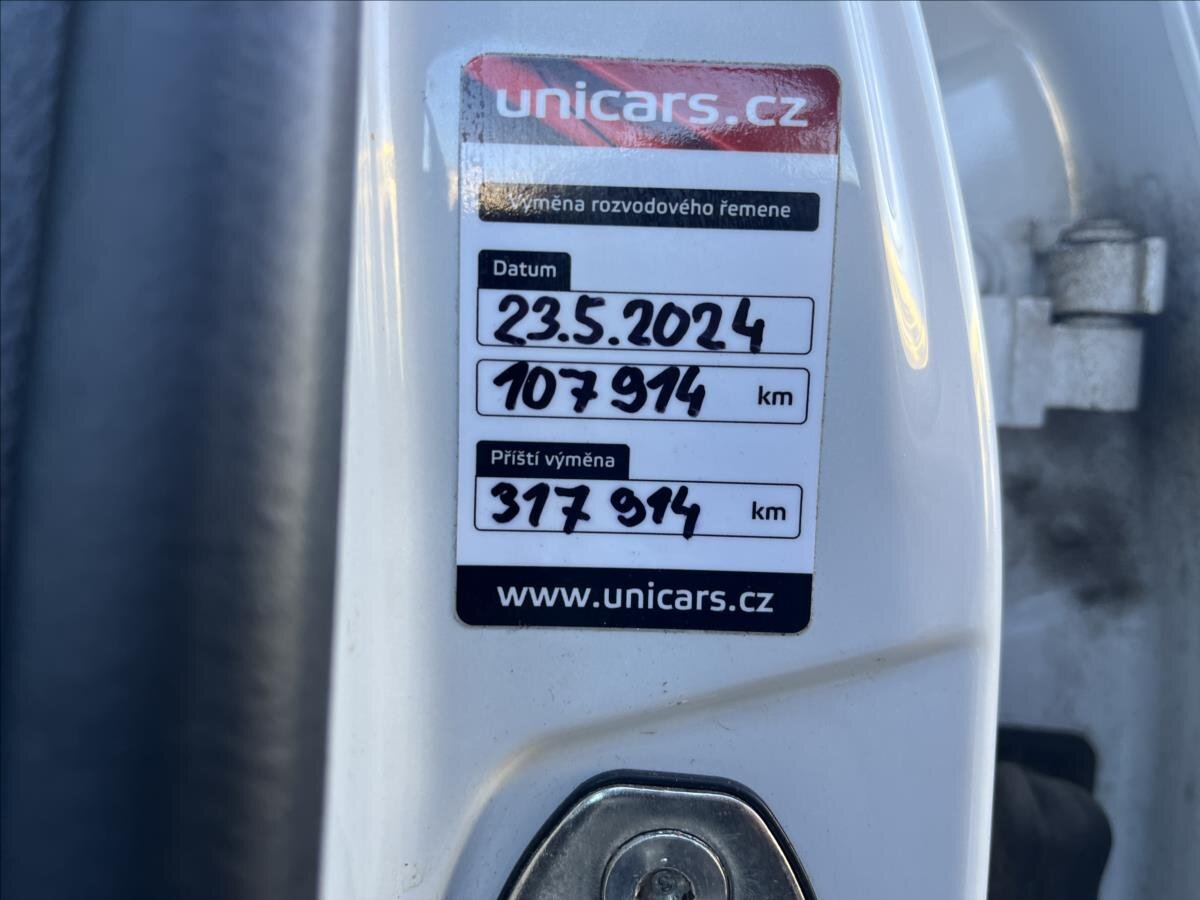 unicars.cz
Výměna rozvodového řemene
Datum
23.5.2024
107 914 km
Příští výměna
317 914 km
www.unicars.cz